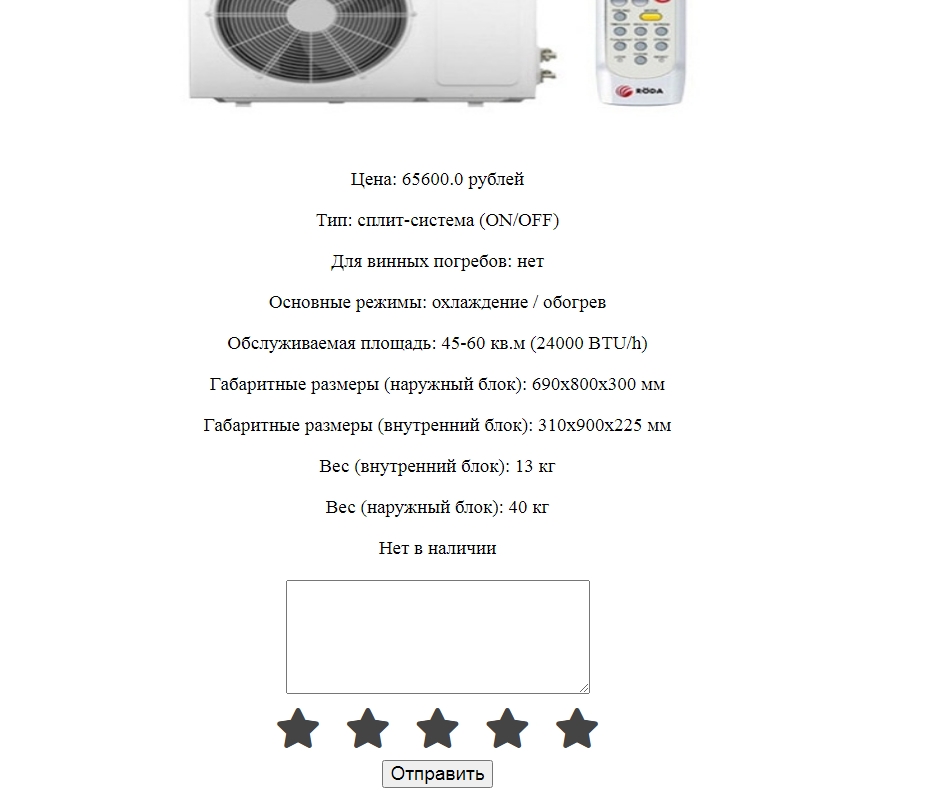 RÖDA
Цена: 65600.0 рублей
Тип: сплит-система (ON/OFF)
Для винных погребов: нет
Основные режимы: охлаждение / обогрев
Обслуживаемая площадь: 45-60 кв.м (24000 BTU/h)
Габаритные размеры (наружный блок): 690x800x300 мм
Габаритные размеры (внутренний блок): 310x900x225 мм
Вес (внутренний блок): 13 кг
Вес (наружный блок): 40 кг
Нет в наличии
Отправить